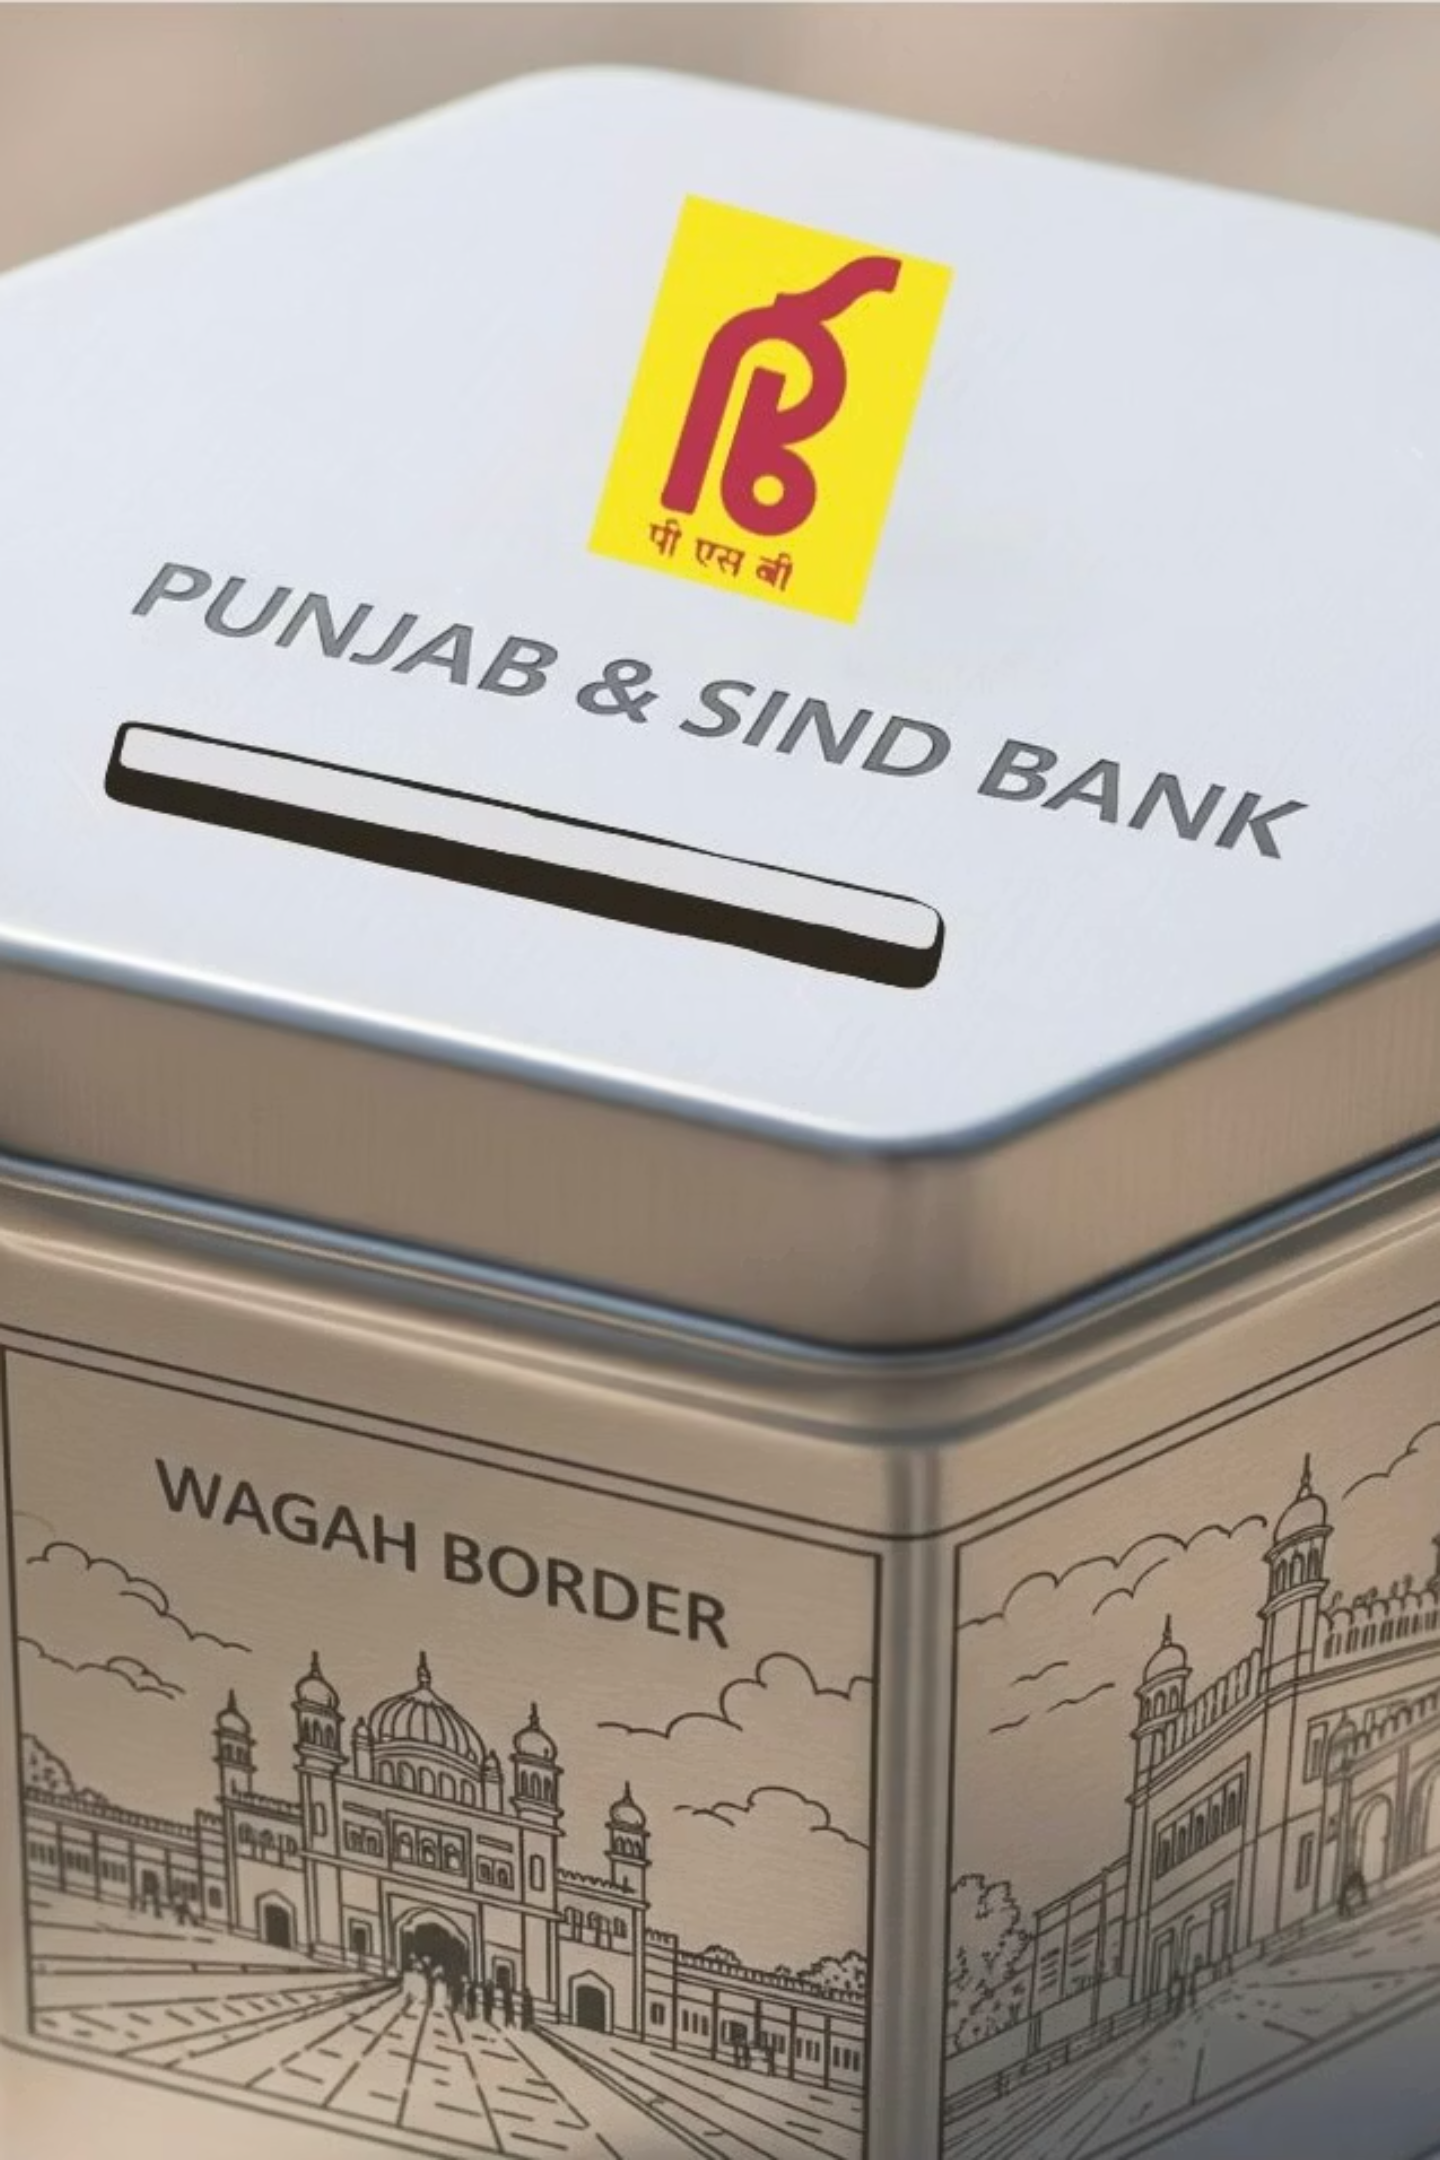 पी एस बी
PUNJAB & SIND BANK
WAGAH BORDER